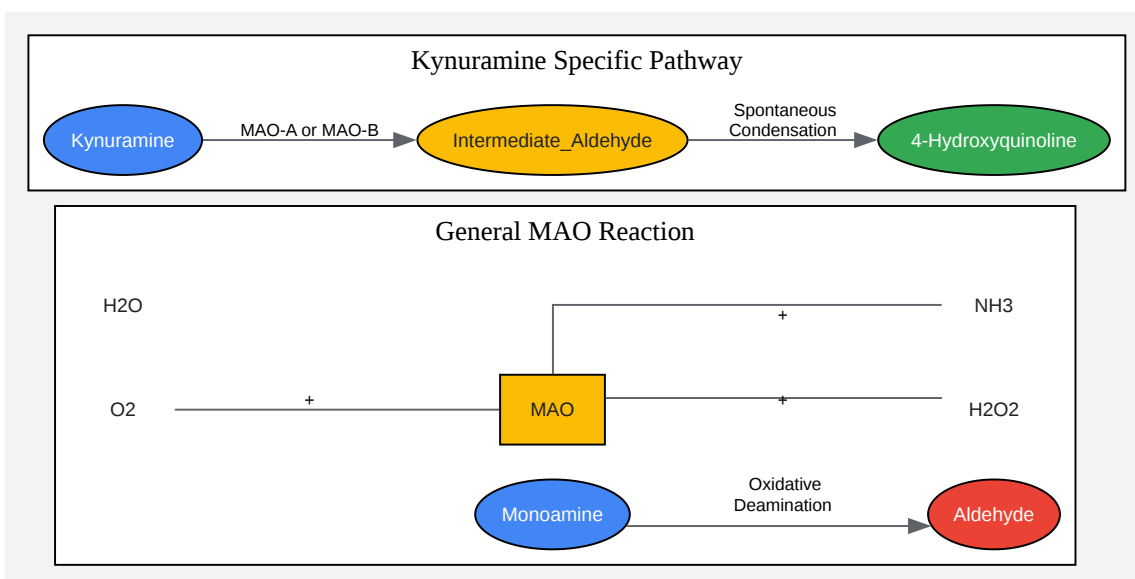 Kynuramine Specific Pathway
Kynuramine
MAO-A or MAO-B
Intermediate_Aldehyde
Spontaneous
Condensation
4-Hydroxyquinoline
General MAO Reaction
H2O
+
NH3
O2
+
MAO
+
H2O2
Monoamine
Oxidative
Deamination
Aldehyde